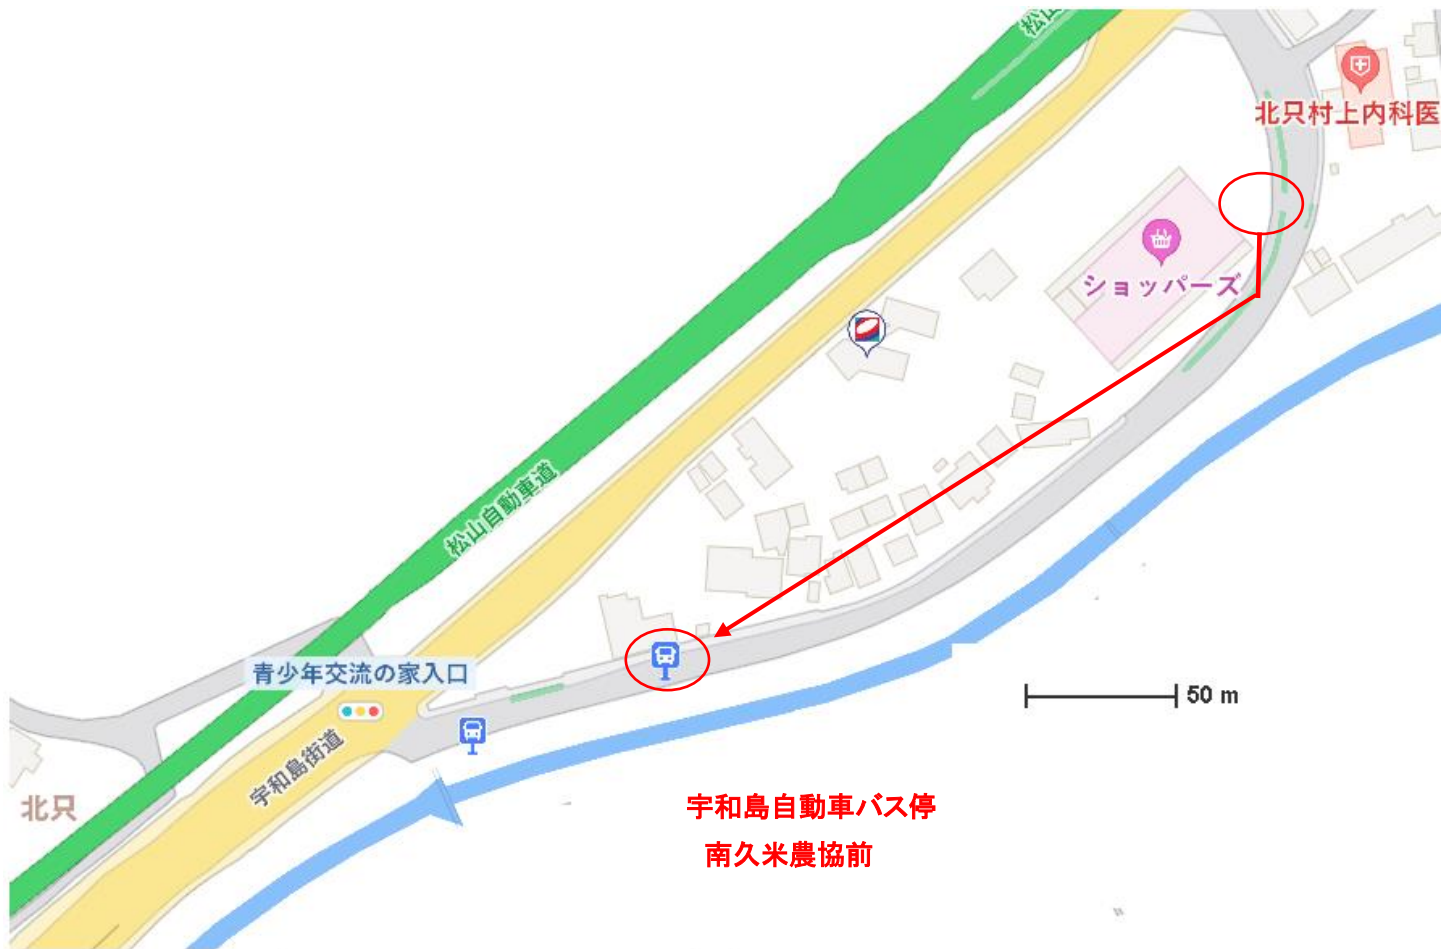 松山
北只村上内科医
ショッパーズ
松山自動車道
青少年交流の家入口
宇和島街道
北只
50 m
宇和島自動車バス停
南久米農協前